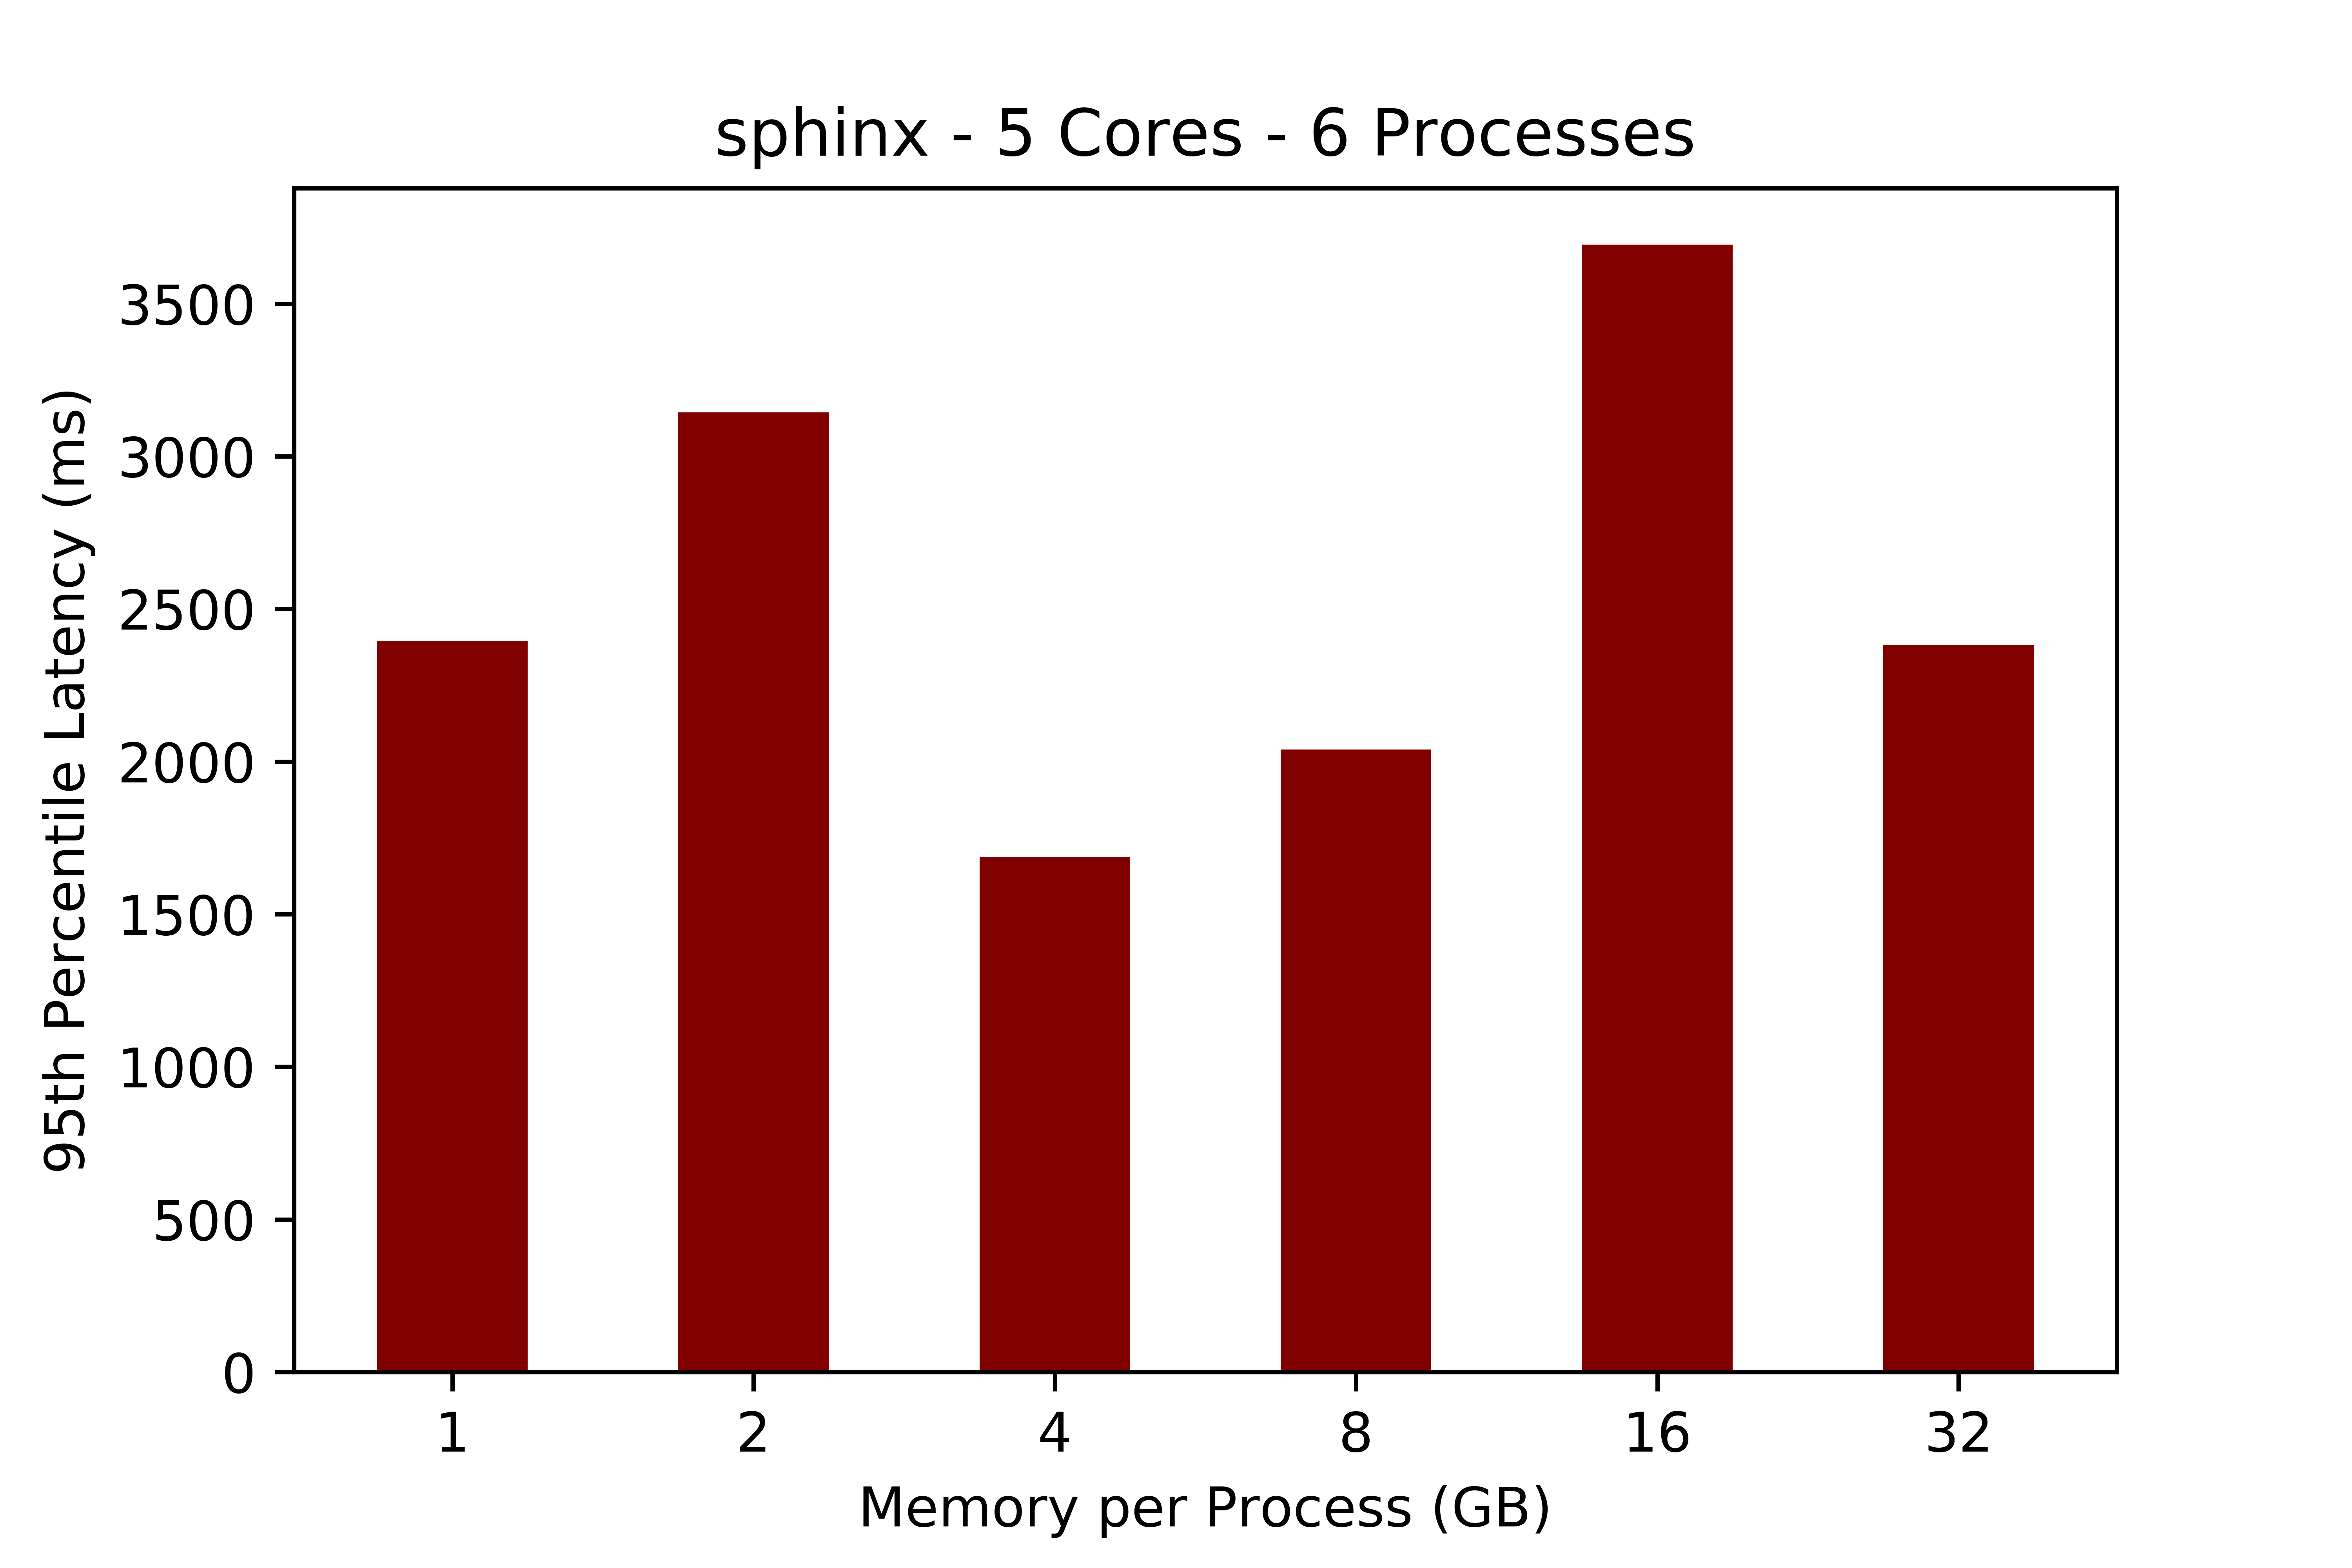 sphinx - 5 Cores - 6 Processes
95th Percentile Latency (ms)
3500
3000
2500
2000
1500
1000
500
0
1 2 4 8 16 32
Memory per Process (GB)